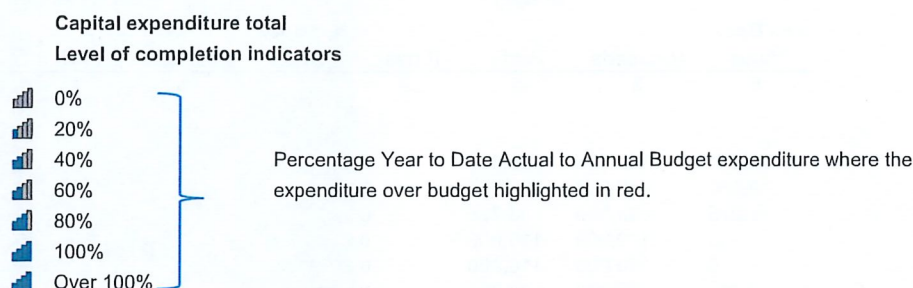 Capital expenditure total
Level of completion indicators
0%
20%
40%
60%
80%
100%
Over 100%
Percentage Year to Date Actual to Annual Budget expenditure where the
expenditure over budget highlighted in red.